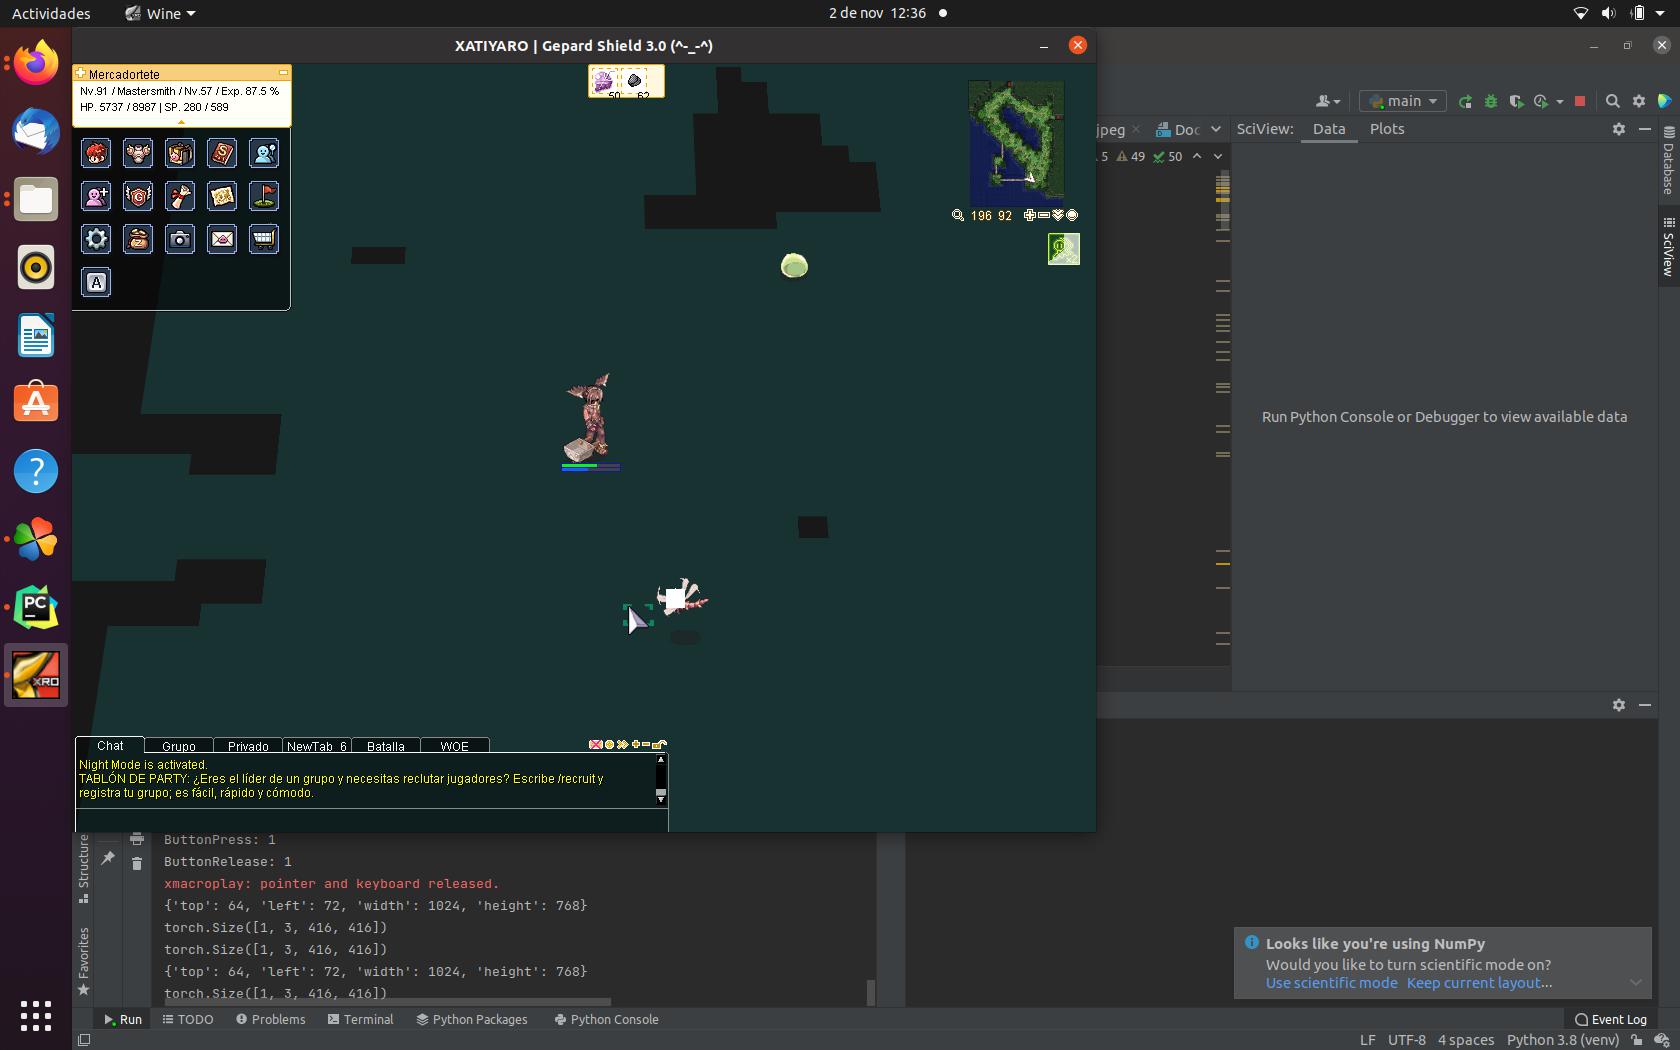 Actividades
Wine
2 de nov 12:36
XATIYARO | Gepard Shield 3.0 (^-_-^)
Mercadortete
Nv.91 / Mastersmith / Nv.57 / Exp. 87.5 %
HP. 5737 / 8987 | SP. 280 / 589
50
62
196 92
A
G
XRO
PC
main
jpeg
Doc
SciView:
Data
Plots
5
49
50
Database
SciView
Run Python Console or Debugger to view available data
Chat
Grupo
Privado
NewTab_6
Batalla
WOE
Night Mode is activated.
TABLÓN DE PARTY: ¿Eres el líder de un grupo y necesitas reclutar jugadores? Escribe /recruit y
registra tu grupo; es fácil, rápido y cómodo.
ButtonPress: 1
ButtonRelease: 1
xmacroplay: pointer and keyboard released.
{'top': 64, 'left': 72, 'width': 1024, 'height': 768}
torch.Size([1, 3, 416, 416])
torch.Size([1, 3, 416, 416])
{'top': 64, 'left': 72, 'width': 1024, 'height': 768}
torch.Size([1, 3, 416, 416])
Structure
Favorites
Looks like you're using NumPy
Would you like to turn scientific mode on?
Use scientific mode Keep current layout...
Run
TODO
Problems
Terminal
Python Packages
Python Console
Event Log
LF
UTF-8
4 spaces
Python 3.8 (venv)